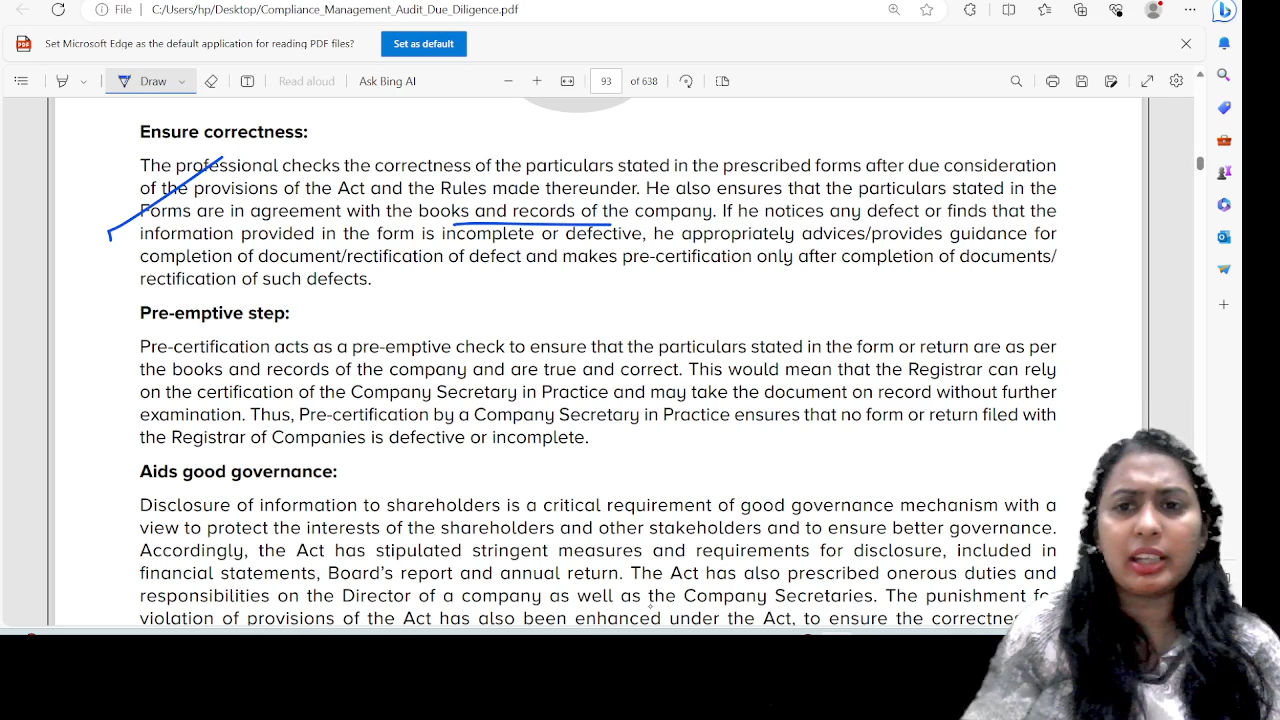 File
C:/Users/hp/Desktop/Compliance_Management_Audit_Due_Diligence.pdf
Set Microsoft Edge as the default application for reading PDF files?
Set as default
Draw
Read aloud
Ask Bing AI
93
of 638
Ensure correctness:
The professional checks the correctness of the particulars stated in the prescribed forms after due consideration
of the provisions of the Act and the Rules made thereunder. He also ensures that the particulars stated in the
Forms are in agreement with the books and records of the company. If he notices any defect or finds that the
information provided in the form is incomplete or defective, he appropriately advices/provides guidance for
completion of document/rectification of defect and makes pre-certification only after completion of documents/
rectification of such defects.
Pre-emptive step:
Pre-certification acts as a pre-emptive check to ensure that the particulars stated in the form or return are as per
the books and records of the company and are true and correct. This would mean that the Registrar can rely
on the certification of the Company Secretary in Practice and may take the document on record without further
examination. Thus, Pre-certification by a Company Secretary in Practice ensures that no form or return filed with
the Registrar of Companies is defective or incomplete.
Aids good governance:
Disclosure of information to shareholders is a critical requirement of good governance mechanism with a
view to protect the interests of the shareholders and other stakeholders and to ensure better governance.
Accordingly, the Act has stipulated stringent measures and requirements for disclosure, included in
financial statements, Board's report and annual return. The Act has also prescribed onerous duties and
responsibilities on the Director of a company as well as the Company Secretaries. The punishment
violation of provisions of the Act has also been enhanced under the Act, to ensure the